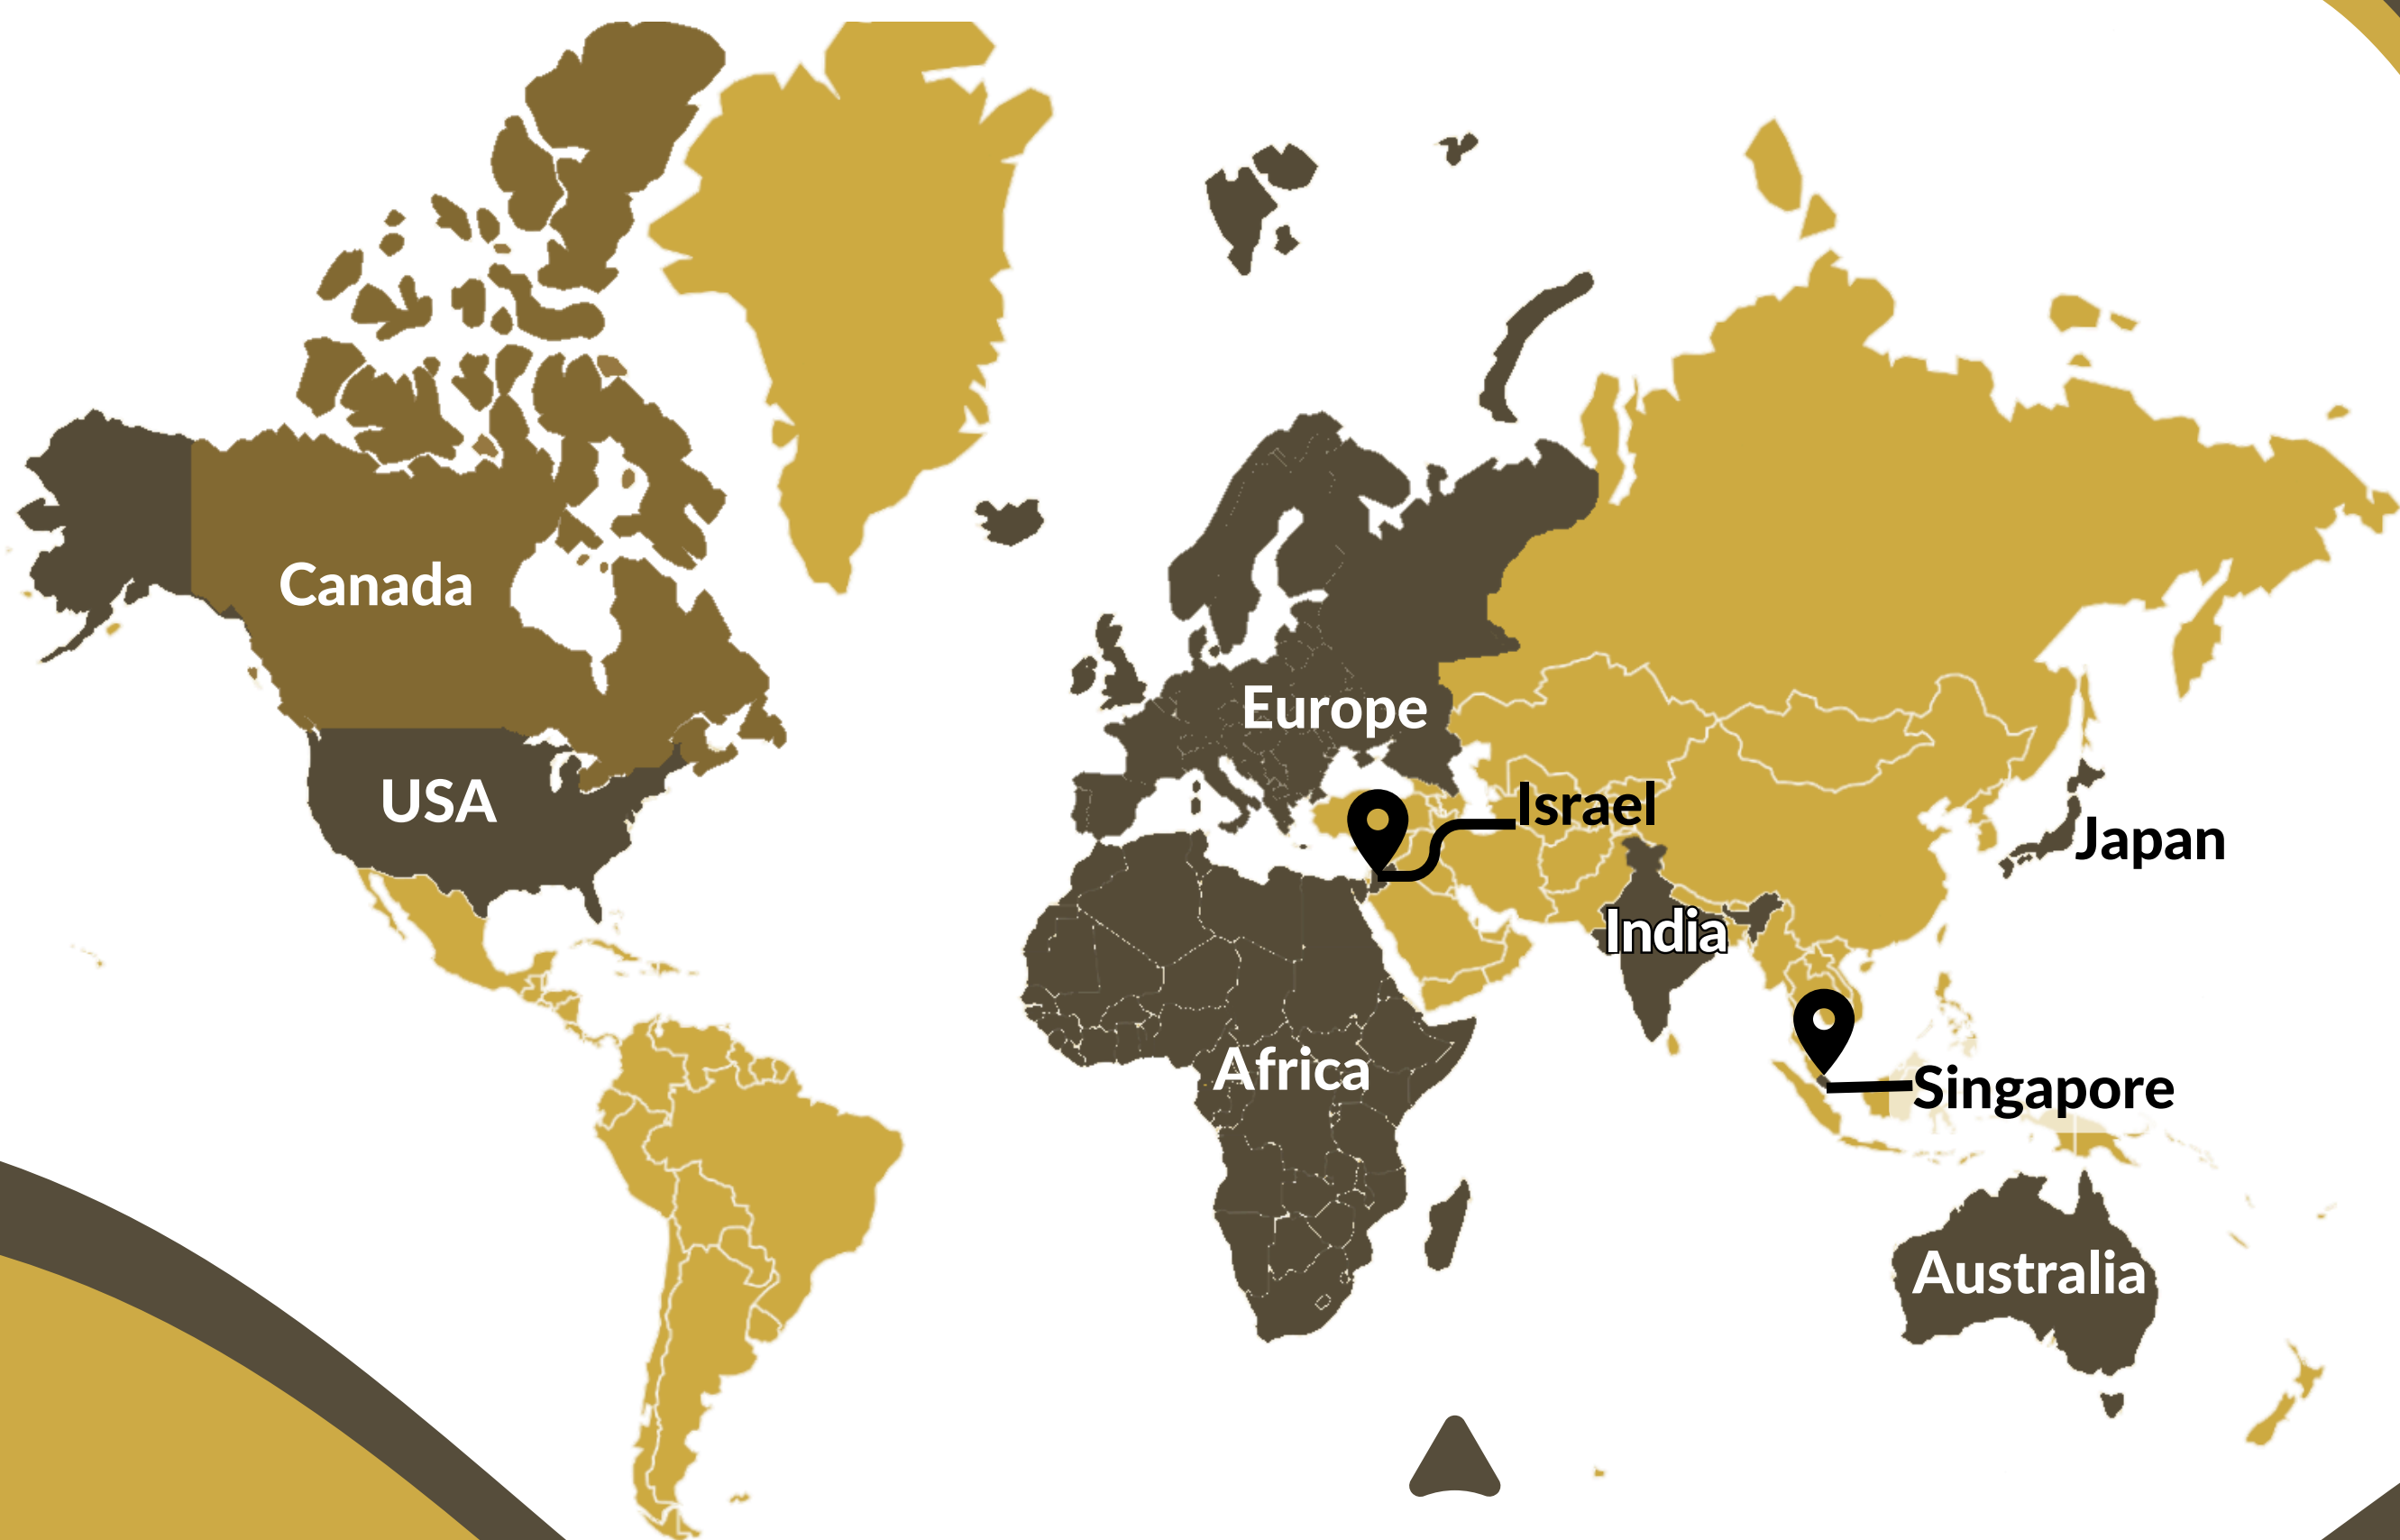 Canada
Europe
USA
Israel
Japan
India
Africa
Singapore
Australia